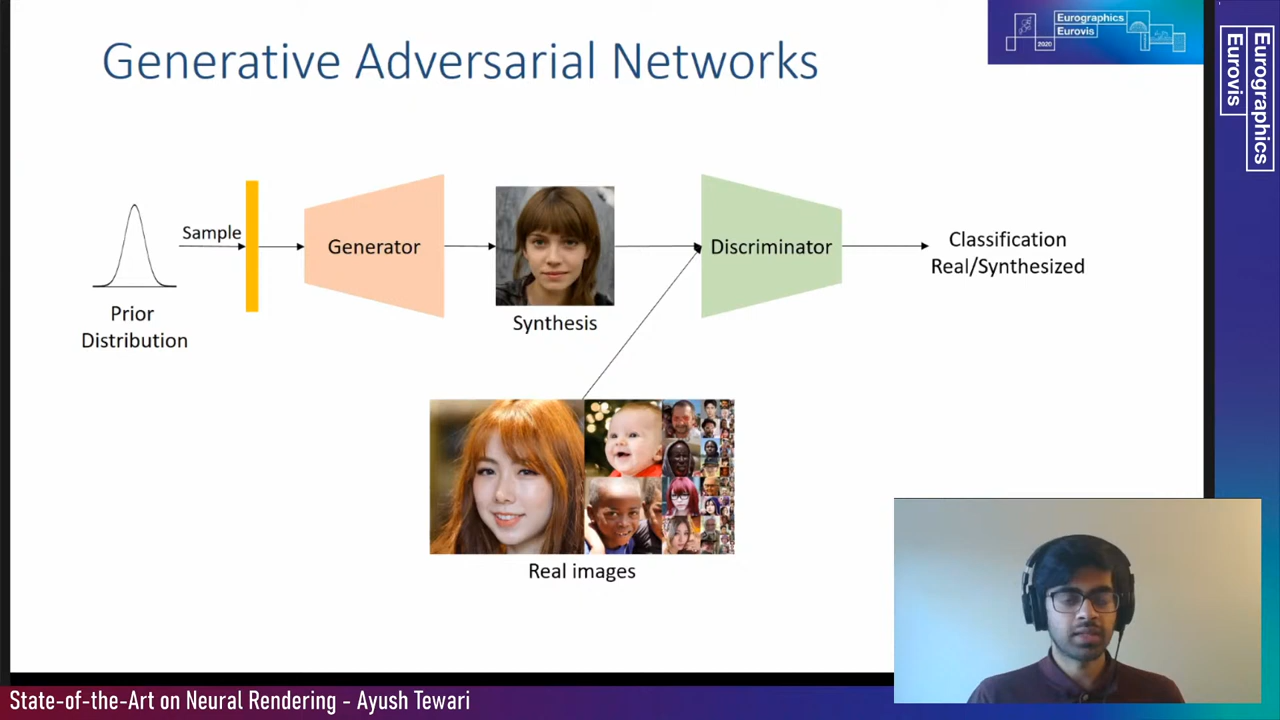 Generative Adversarial Networks
Eurographics
Eurovis
2020
Eurographics
Eurovis
Sample
Generator
Discriminator
Classification
Real/Synthesized
Prior
Distribution
Synthesis
Real images
State-of-the-Art on Neural Rendering - Ayush Tewari